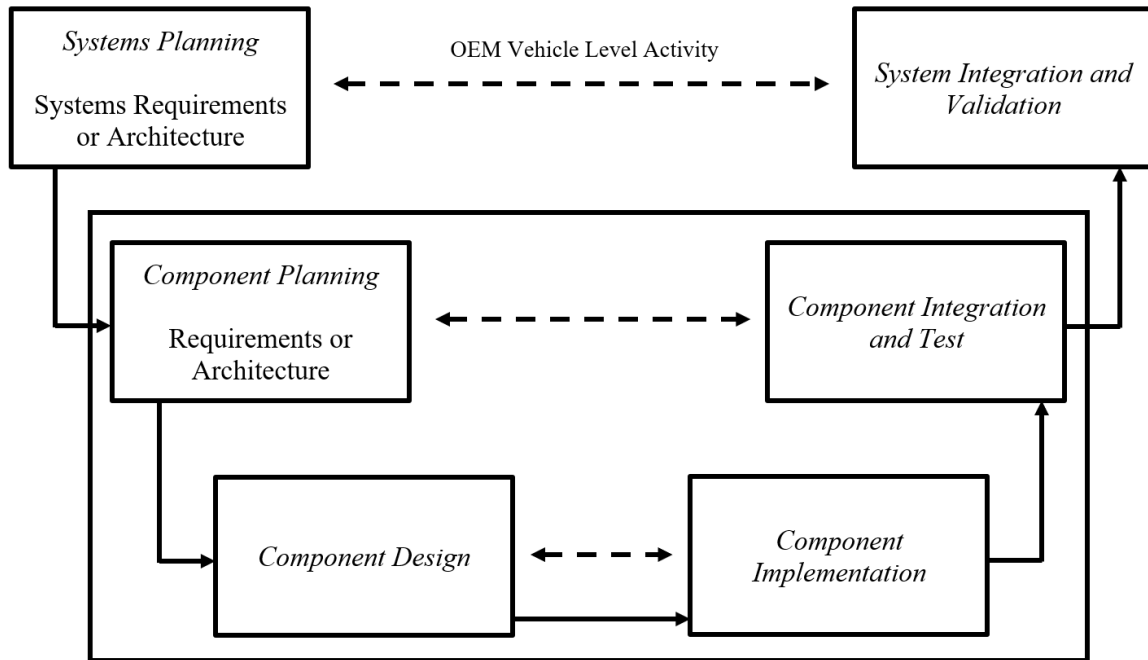 Systems Planning
Systems Requirements
or Architecture
OEM Vehicle Level Activity
System Integration and
Validation
Component Planning
Requirements or
Architecture
Component Integration
and Test
Component Design
Component
Implementation